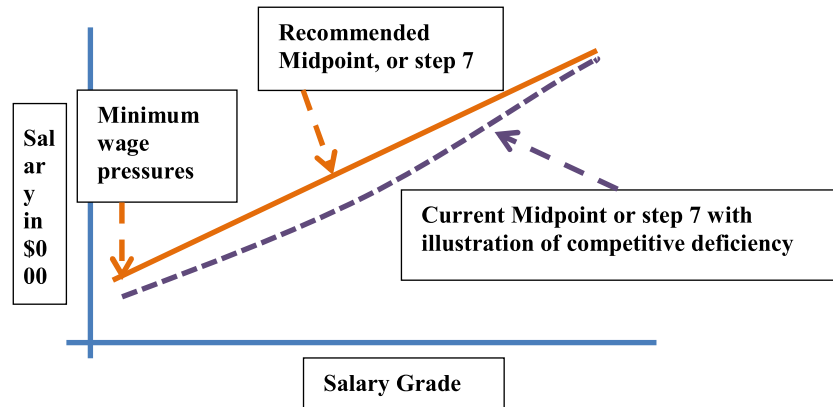 Recommended
Midpoint, or step 7
Minimum
wage
pressures
Sal
ar
y
in
$0
00
Current Midpoint or step 7 with
illustration of competitive deficiency
Salary Grade